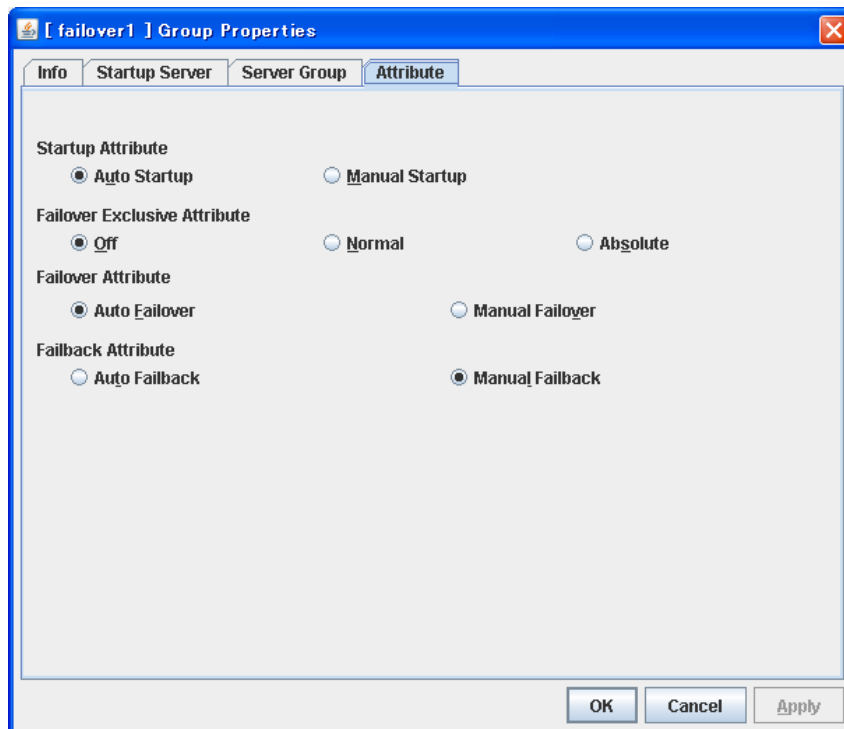 [ failover1 ] Group Properties
Info Startup Server Server Group Attribute
Startup Attribute
Auto Startup Manual Startup
Failover Exclusive Attribute
Off Normal Absolute
Failover Attribute
Auto Failover Manual Failover
Failback Attribute
Auto Failback Manual Failback
OK Cancel Apply